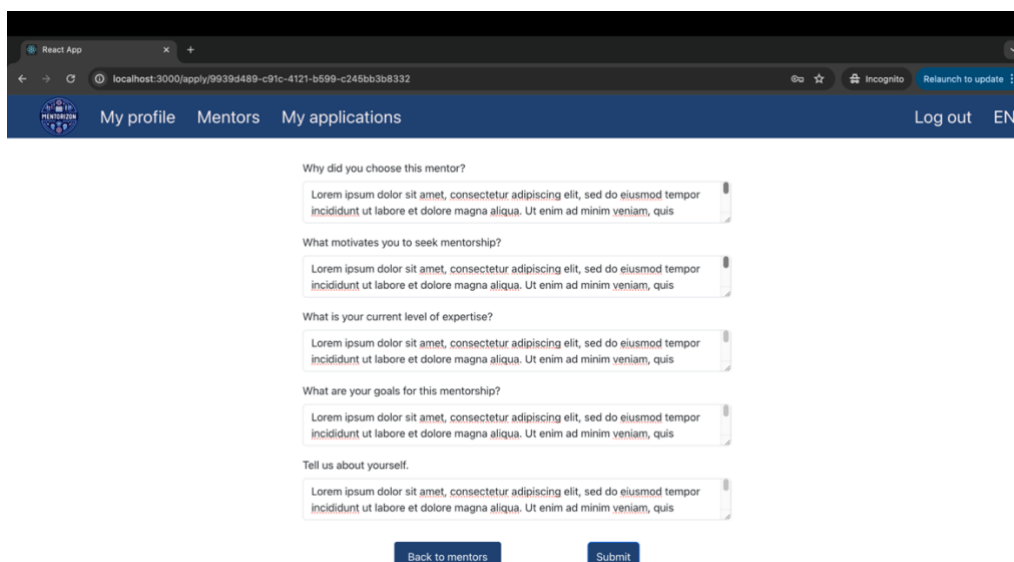 React App
localhost:3000/apply/9939d489-c91c-4121-b599-c245bb3b8332
Incognito
Relaunch to update
MENTORIZON
My profile Mentors My applications Log out EN
Why did you choose this mentor?
Lorem ipsum dolor sit amet, consectetur adipiscing elit, sed do eiusmod tempor
incididunt ut labore et dolore magna aliqua. Ut enim ad minim veniam, quis
What motivates you to seek mentorship?
Lorem ipsum dolor sit amet, consectetur adipiscing elit, sed do eiusmod tempor
incididunt ut labore et dolore magna aliqua. Ut enim ad minim veniam, quis
What is your current level of expertise?
Lorem ipsum dolor sit amet, consectetur adipiscing elit, sed do eiusmod tempor
incididunt ut labore et dolore magna aliqua. Ut enim ad minim veniam, quis
What are your goals for this mentorship?
Lorem ipsum dolor sit amet, consectetur adipiscing elit, sed do eiusmod tempor
incididunt ut labore et dolore magna aliqua. Ut enim ad minim veniam, quis
Tell us about yourself.
Lorem ipsum dolor sit amet, consectetur adipiscing elit, sed do eiusmod tempor
incididunt ut labore et dolore magna aliqua. Ut enim ad minim veniam, quis
Back to mentors Submit